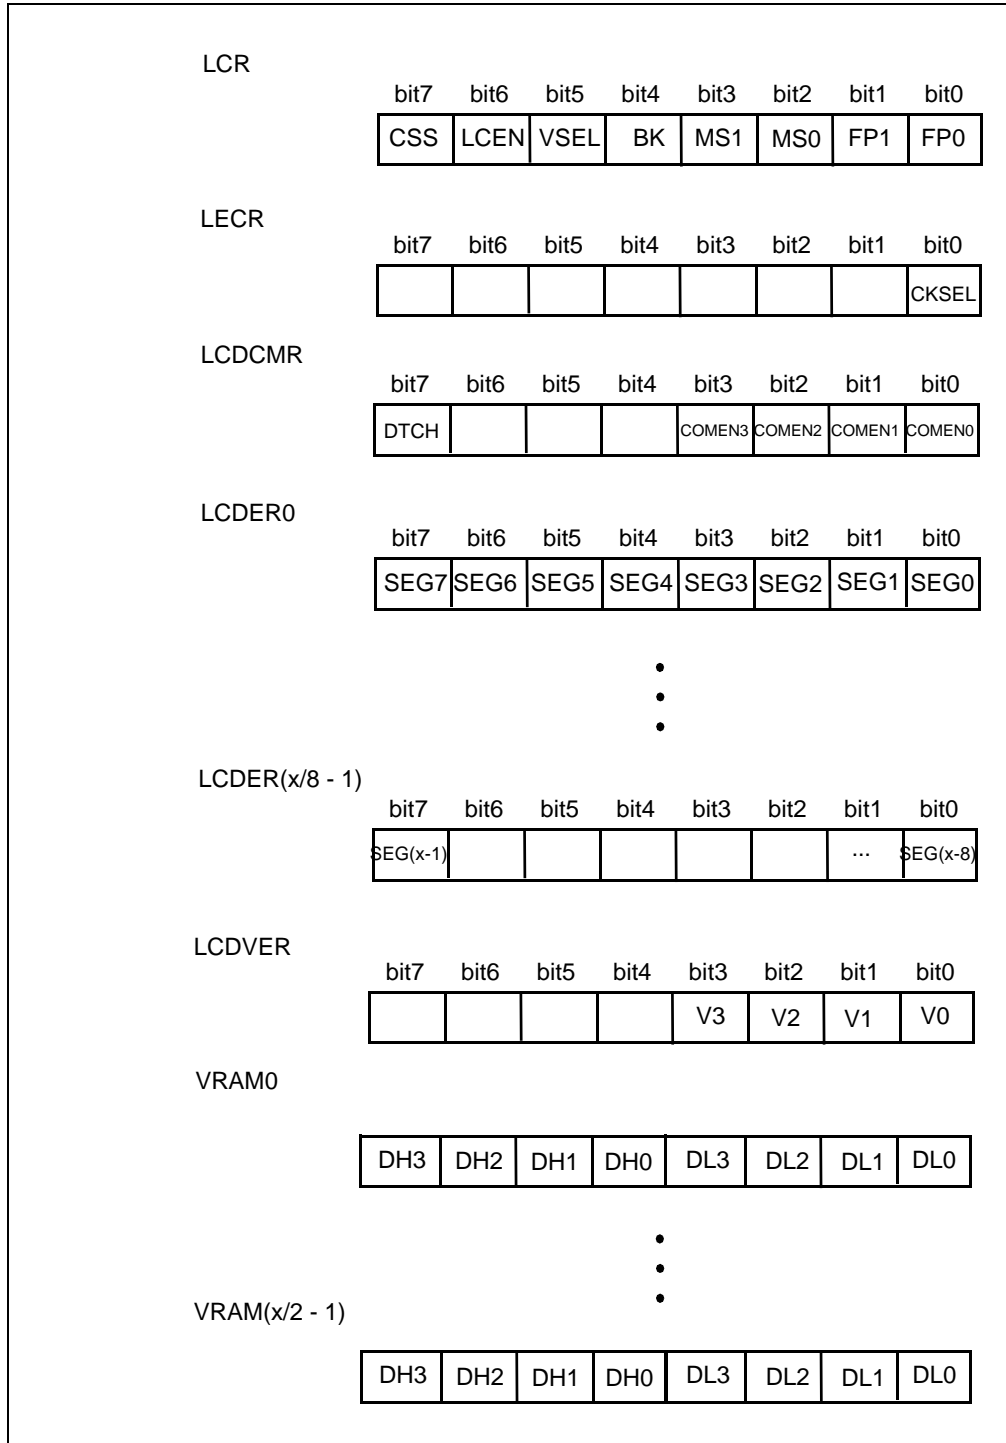 LCR
bit7 bit6 bit5 bit4 bit3 bit2 bit1 bit0
CSS LCEN VSEL BK MS1 MS0 FP1 FP0
LECR
bit7 bit6 bit5 bit4 bit3 bit2 bit1 bit0
CKSEL
LCDCMR
bit7 bit6 bit5 bit4 bit3 bit2 bit1 bit0
DTCH COMEN3 COMEN2 COMEN1 COMEN0
LCDER0
bit7 bit6 bit5 bit4 bit3 bit2 bit1 bit0
SEG7 SEG6 SEG5 SEG4 SEG3 SEG2 SEG1 SEG0
LCDER(x/8 - 1)
bit7 bit6 bit5 bit4 bit3 bit2 bit1 bit0
SEG(x-1) ... SEG(x-8)
LCDVER
bit7 bit6 bit5 bit4 bit3 bit2 bit1 bit0
V3 V2 V1 V0
VRAM0
DH3 DH2 DH1 DH0 DL3 DL2 DL1 DL0
VRAM(x/2 - 1)
DH3 DH2 DH1 DH0 DL3 DL2 DL1 DL0